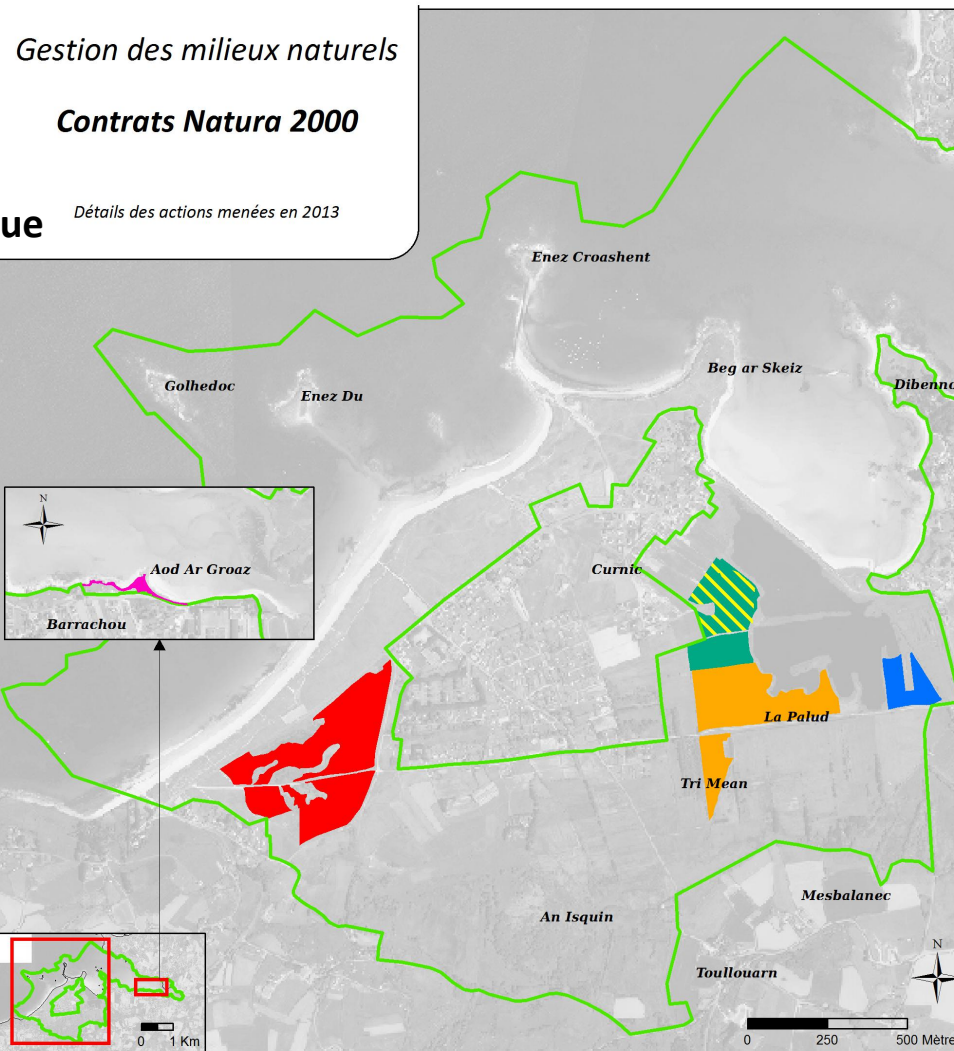 Gestion des milieux naturels
Contrats Natura 2000
Détails des actions menées en 2013
ue
Enez Croashent
Beg ar Skeiz
Golhedoc
Enez Du
Dibenno
N
Aod Ar Groaz
Curnic
Barrachou
La Palud
Tri Mean
Mesbalanec
An Isquin
Toullouarn
N
0 1 Km
0 250 500 Mètre